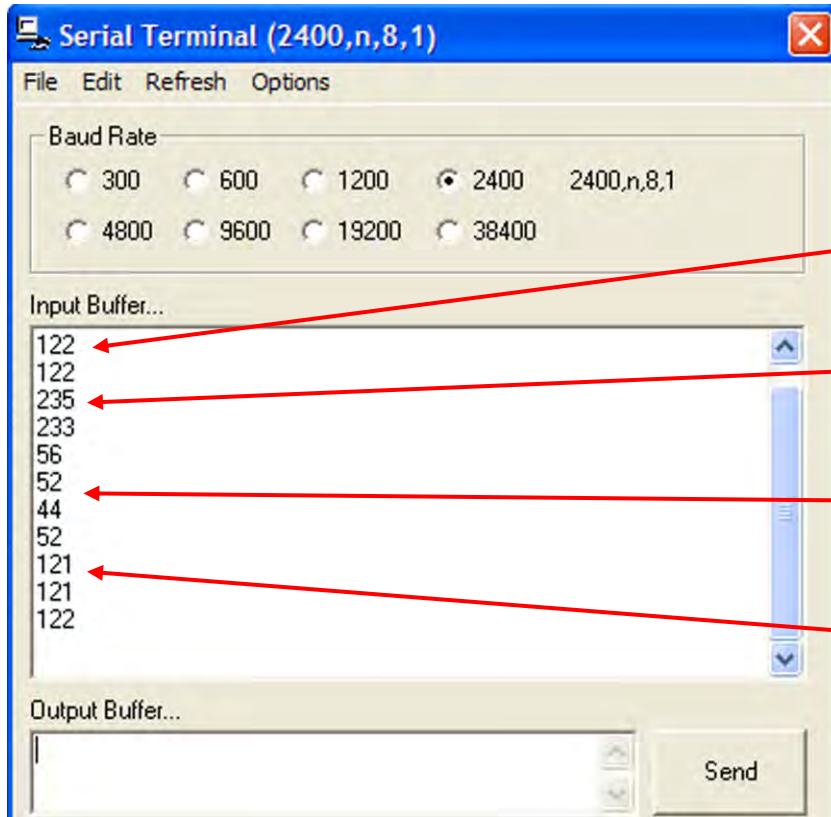 Serial Terminal (2400,n,8,1)
File Edit Refresh Options
Baud Rate
300 600 1200 2400 2400,n,8,1
4800 9600 19200 38400
Input Buffer...
122
122
235
233
56
52
44
52
121
121
122
Output Buffer...
Send